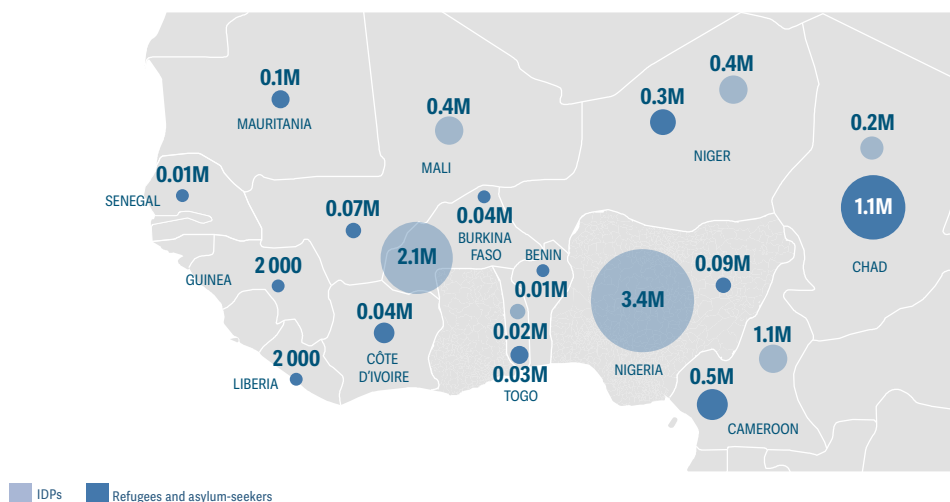 0.4M
0.1M
0.3M
MAURITANIA
0.4M
0.2M
NIGER
MALI
0.01M
SENEGAL
1.1M
0.07M
0.04M
BURKINA
FASO
BENIN
2.1M
0.09M
CHAD
2 000
GUINEA
0.01M
3.4M
0.04M
0.02M
1.1M
CÔTE
D'IVOIRE
2 000
LIBERIA
NIGERIA
0.03M
TOGO
0.5M
CAMEROON
IDPs
Refugees and asylum-seekers